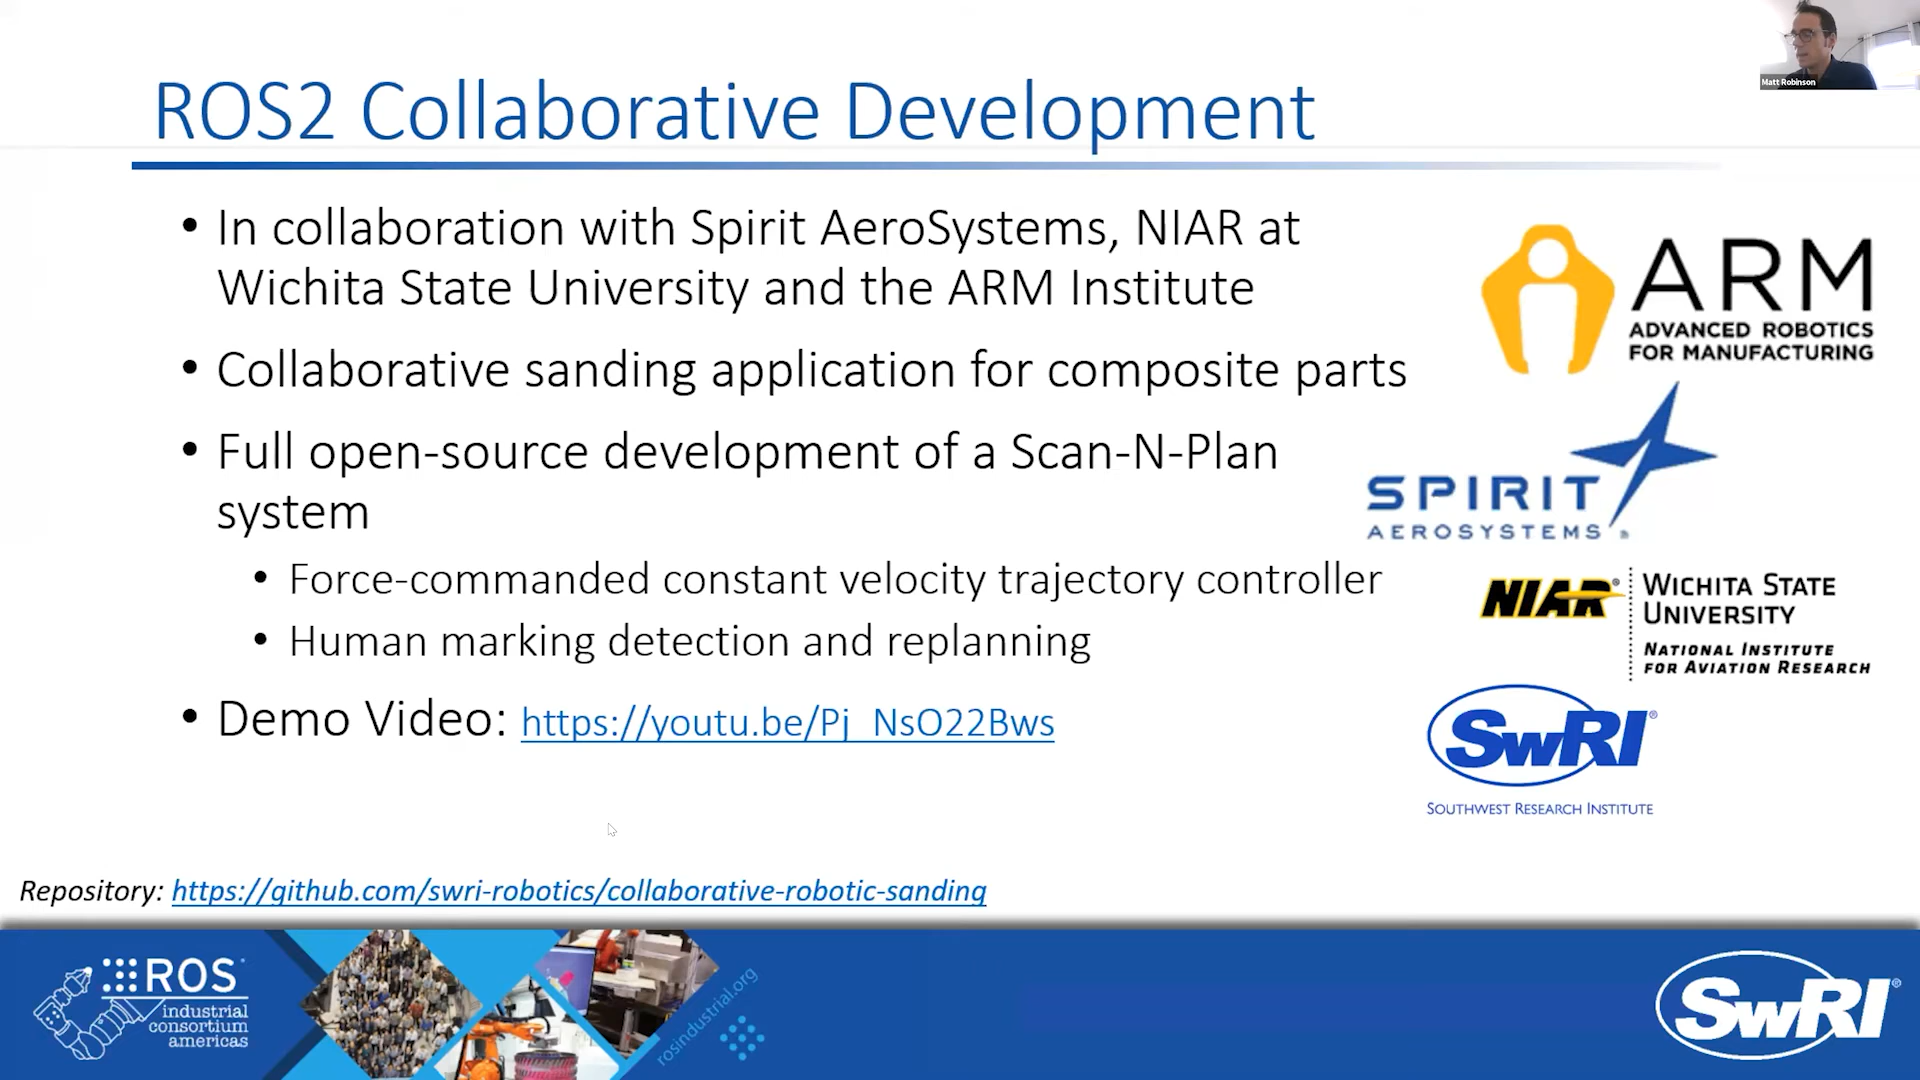 Matt Robinson
ROS2 Collaborative Development
• In collaboration with Spirit AeroSystems, NIAR at
Wichita State University and the ARM Institute
• Collaborative sanding application for composite parts
• Full open-source development of a Scan-N-Plan
system
• Force-commanded constant velocity trajectory controller
• Human marking detection and replanning
• Demo Video: https://youtu.be/Pj_NsO22Bws
ARM
ADVANCED ROBOTICS
FOR MANUFACTURING
SPIRIT
AEROSYSTEMS
NIAR®
WICHITA STATE
UNIVERSITY
NATIONAL INSTITUTE
FOR AVIATION RESEARCH
SwRI®
SOUTHWEST RESEARCH INSTITUTE
Repository: https://github.com/swri-robotics/collaborative-robotic-sanding
ROS
industrial
consortium
americas
rosindustrial.org
SwRI®